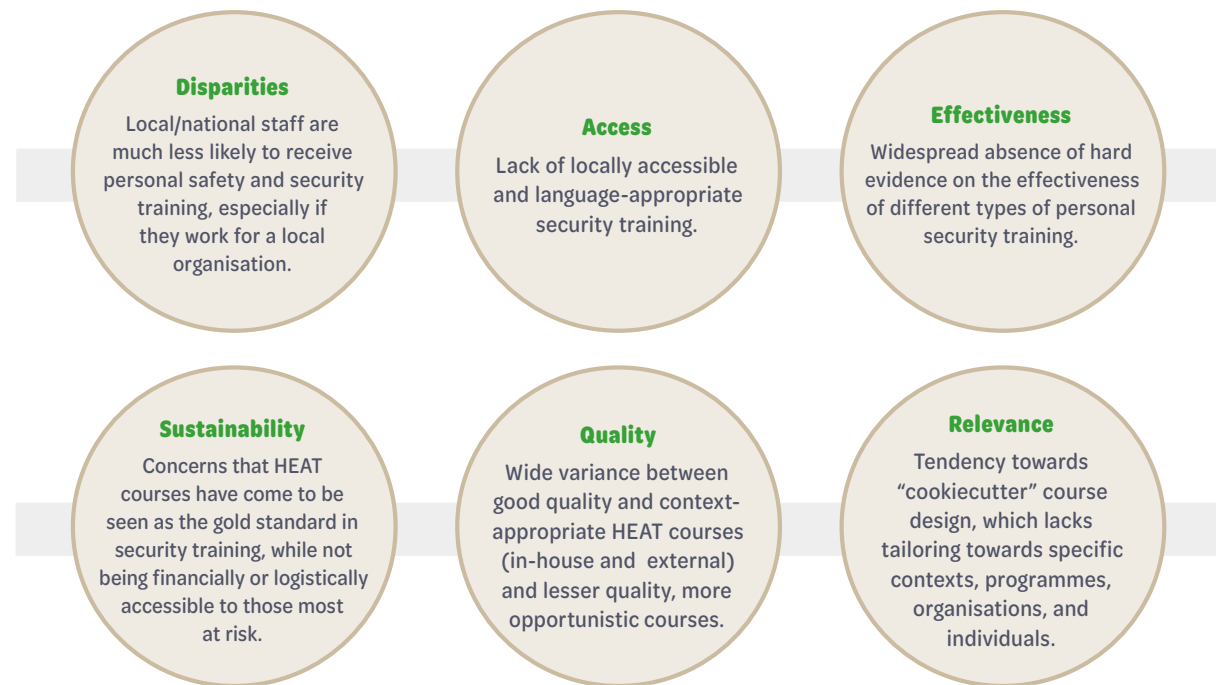 Disparities
Local/national staff are
much less likely to receive
personal safety and security
training, especially if
they work for a local
organisation.
Access
Lack of locally accessible
and language-appropriate
security training.
Effectiveness
Widespread absence of hard
evidence on the effectiveness
of different types of personal
security training.
Sustainability
Concerns that HEAT
courses have come to be
seen as the gold standard in
security training, while not
being financially or logistically
accessible to those most
at risk.
Quality
Wide variance between
good quality and context-
appropriate HEAT courses
(in-house and external)
and lesser quality, more
opportunistic courses.
Relevance
Tendency towards
“cookiecutter” course
design, which lacks
tailoring towards specific
contexts, programmes,
organisations, and
individuals.